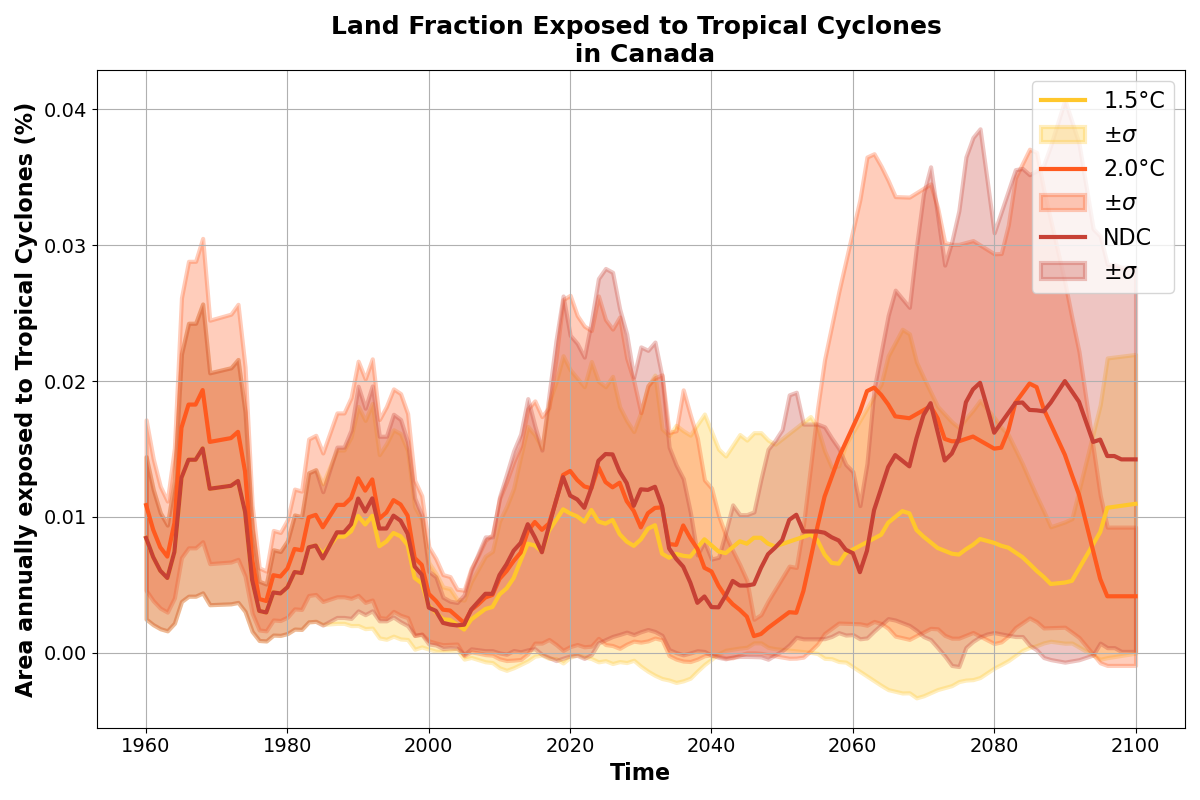 Land Fraction Exposed to Tropical Cyclones
in Canada
Area annually exposed to Tropical Cyclones (%)
0.04
0.03
0.02
0.01
0.00
1960
1980
2000
2020
2040
2060
2080
2100
Time
1.5°C
±σ
2.0°C
±σ
NDC
±σ